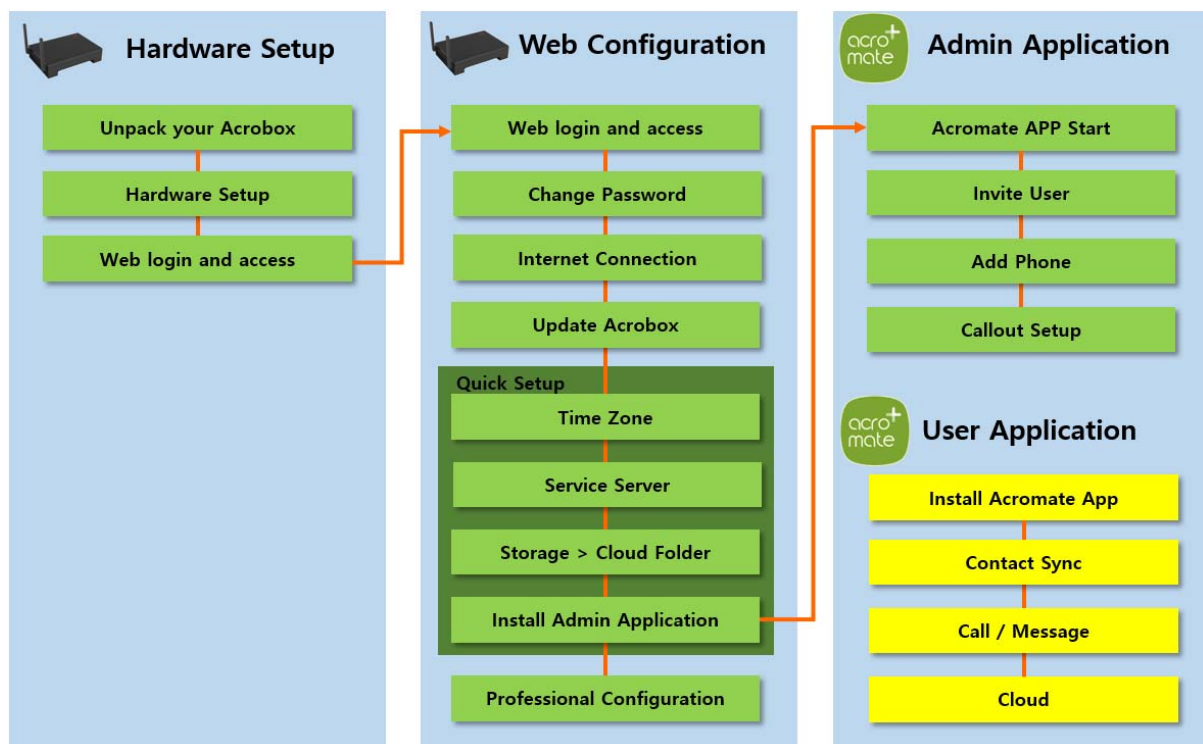 Hardware Setup
Unpack your Acrobox
Hardware Setup
Web login and access
Web Configuration
Web login and access
Change Password
Internet Connection
Update Acrobox
Quick Setup
Time Zone
Service Server
Storage > Cloud Folder
Install Admin Application
Professional Configuration
acro+
mate
Admin Application
Acromate APP Start
Invite User
Add Phone
Callout Setup
acro+
mate
User Application
Install Acromate App
Contact Sync
Call / Message
Cloud